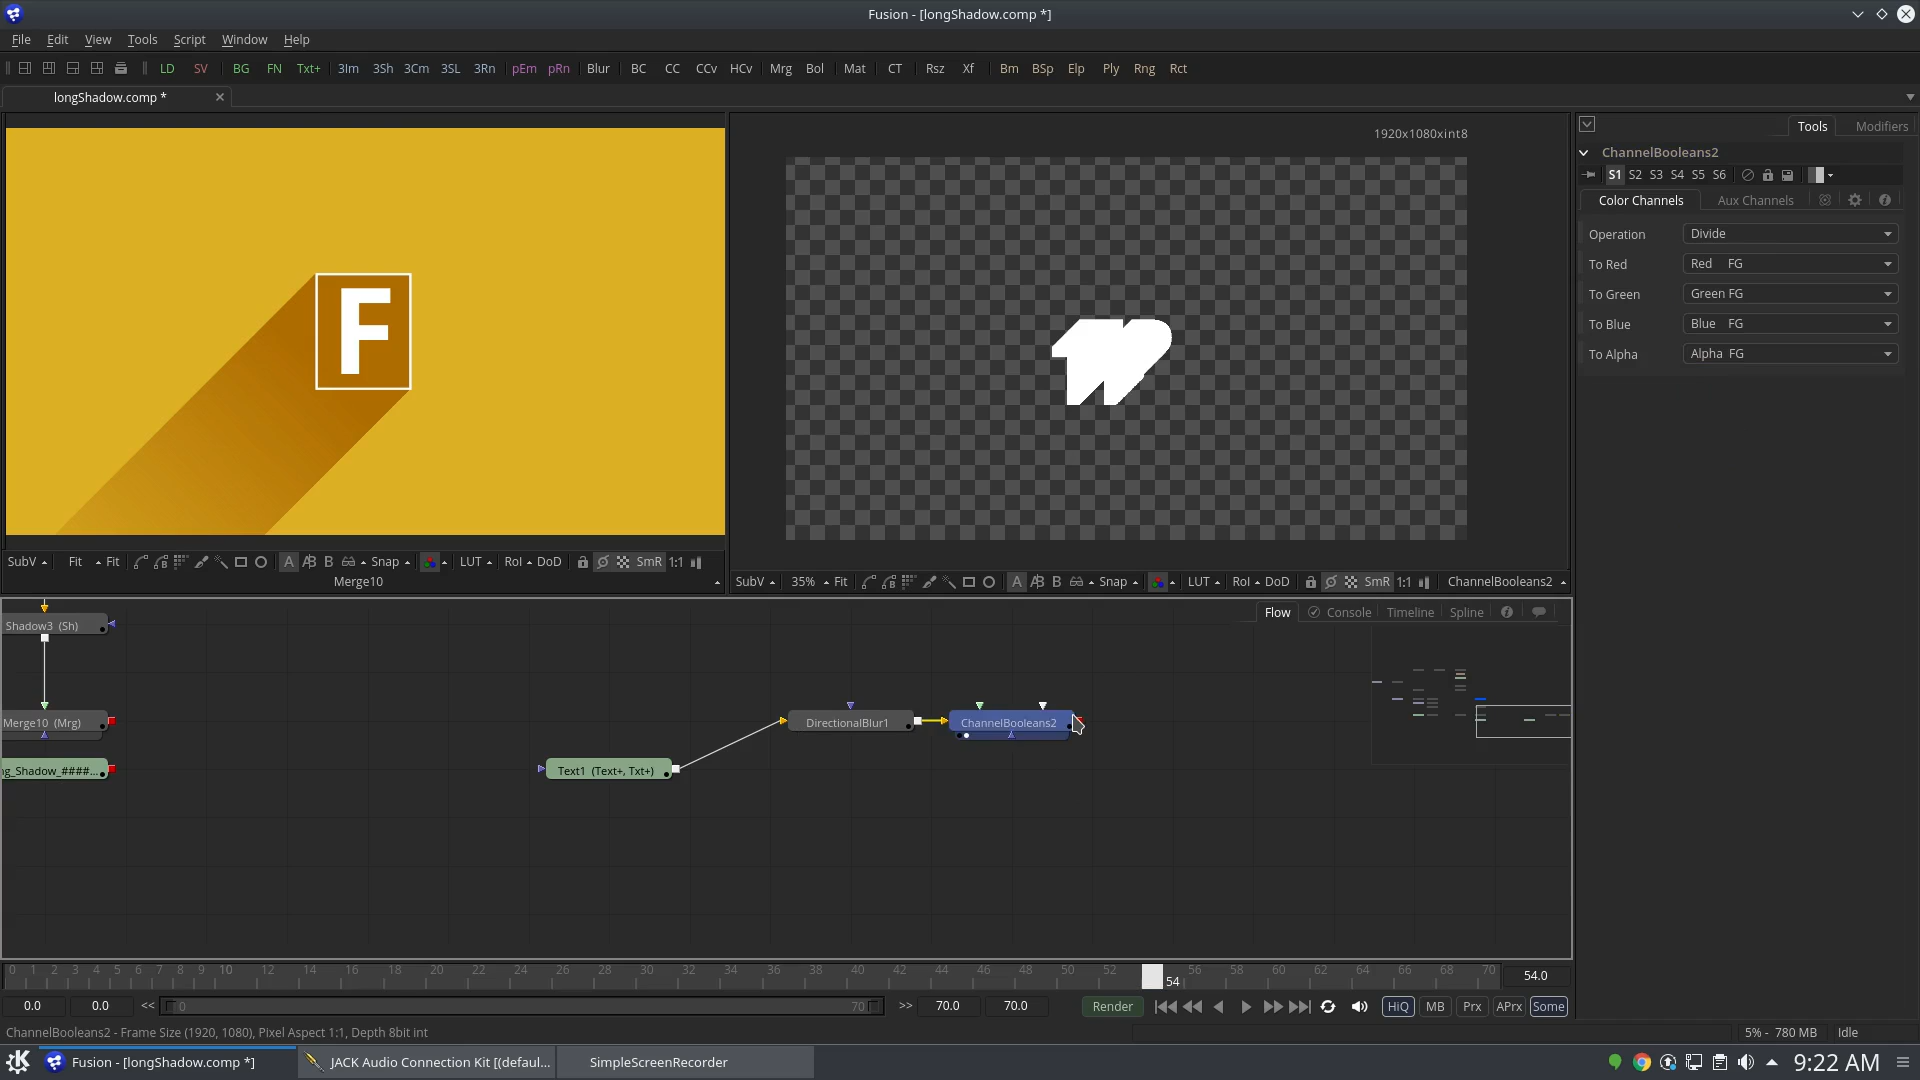 Fusion - [longShadow.comp *]
File Edit View Tools Script Window Help
LD SV BG FN Txt+ 3Im 3Sh 3Cm 3SL 3Rn pEm pRn Blur BC CC CCv HCv Mrg Bol Mat CT Rsz Xf Bm BSp Elp Ply Rng Rct
longShadow.comp *
Tools Modifiers
1920x1080xint8
ChannelBooleans2
S1 S2 S3 S4 S5 S6
Color Channels Aux Channels
Operation Divide
To Red Red FG
To Green Green FG
To Blue Blue FG
To Alpha Alpha FG
F
SubV Fit Fit A B Snap LUT RoI DoD SmR 1:1
Merge10
SubV 35% Fit A B Snap LUT RoI DoD SmR 1:1 ChannelBooleans2
Flow Console Timeline Spline
Shadow3 (Sh)
Merge10 (Mrg)
DirectionalBlur1
ChannelBooleans2
g_Shadow_####...
Text1 (Text+, Txt+)
0 1 2 3 4 5 6 7 8 9 10 12 14 16 18 20 22 24 26 28 30 32 34 36 38 40 42 44 46 48 50 52 54 56 58 60 62 64 66 68 70 54.0
0.0 0.0 << 0 70 >> 70.0 70.0 Render HiQ MB Prx APrx Some
ChannelBooleans2 - Frame Size (1920, 1080), Pixel Aspect 1:1, Depth 8bit int
5% - 780 MB Idle
Fusion - [longShadow.comp *] JACK Audio Connection Kit [(defaul... SimpleScreenRecorder 9:22 AM